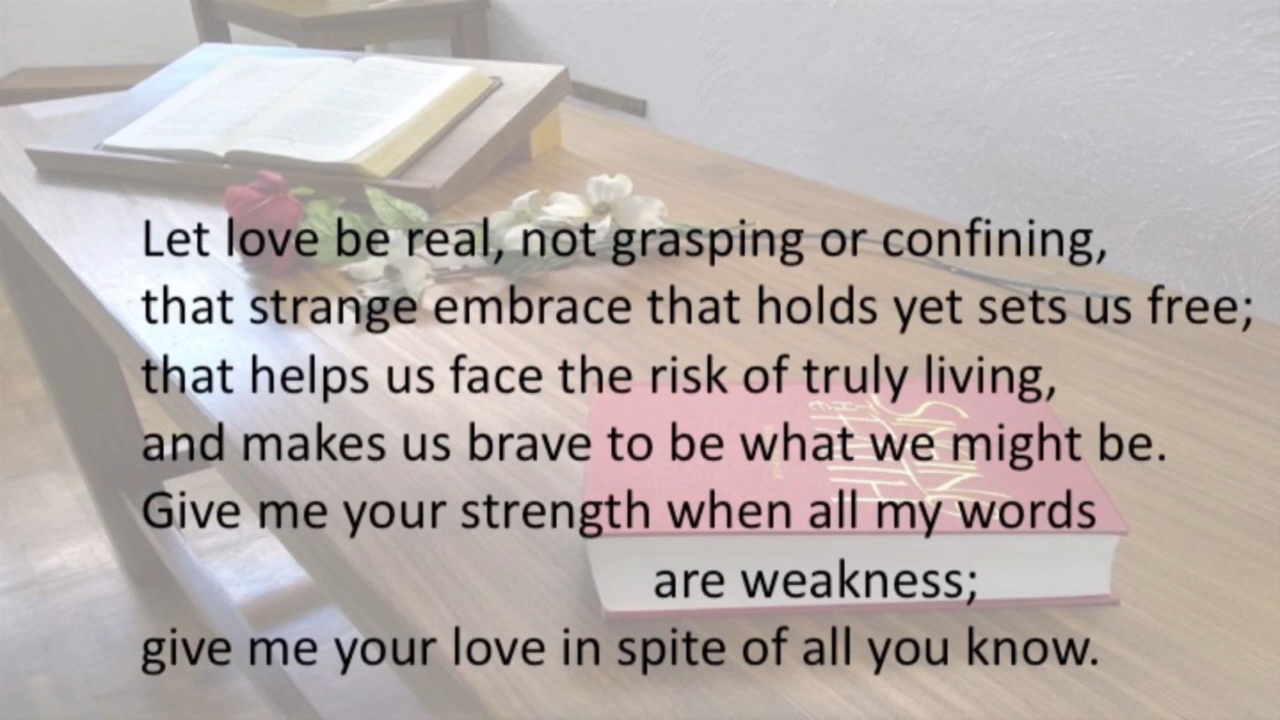 Let love be real, not grasping or confining,
that strange embrace that holds yet sets us free;
that helps us face the risk of truly living,
and makes us brave to be what we might be.
Give me your strength when all my words
are weakness;
give me your love in spite of all you know.